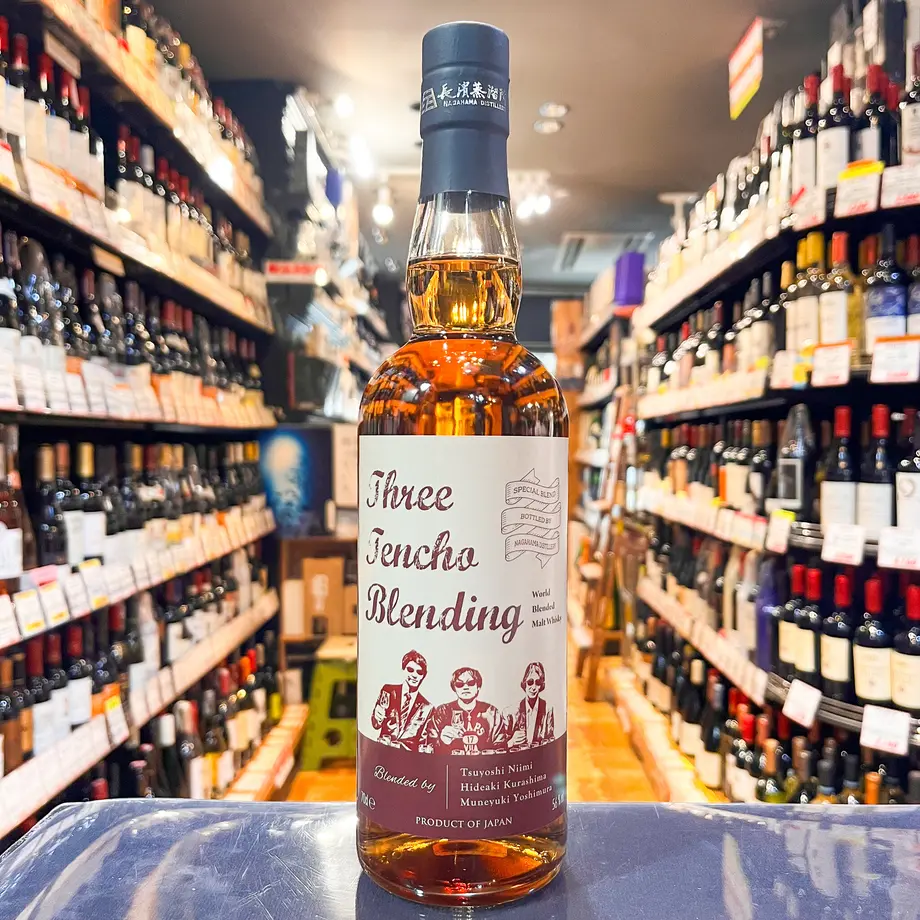 長濱蒸溜所
NAGAHAMA DISTILLERY
Three
Tencho
Blending
SPECIAL BLEND
BOTTLED BY
NAGAHAMA DISTILLERY
World
Blended
Malt Whisky
Blended by
Tsuyoshi Niimi
Hideaki Kurashima
Muneyuki Yoshimura
PRODUCT OF JAPAN